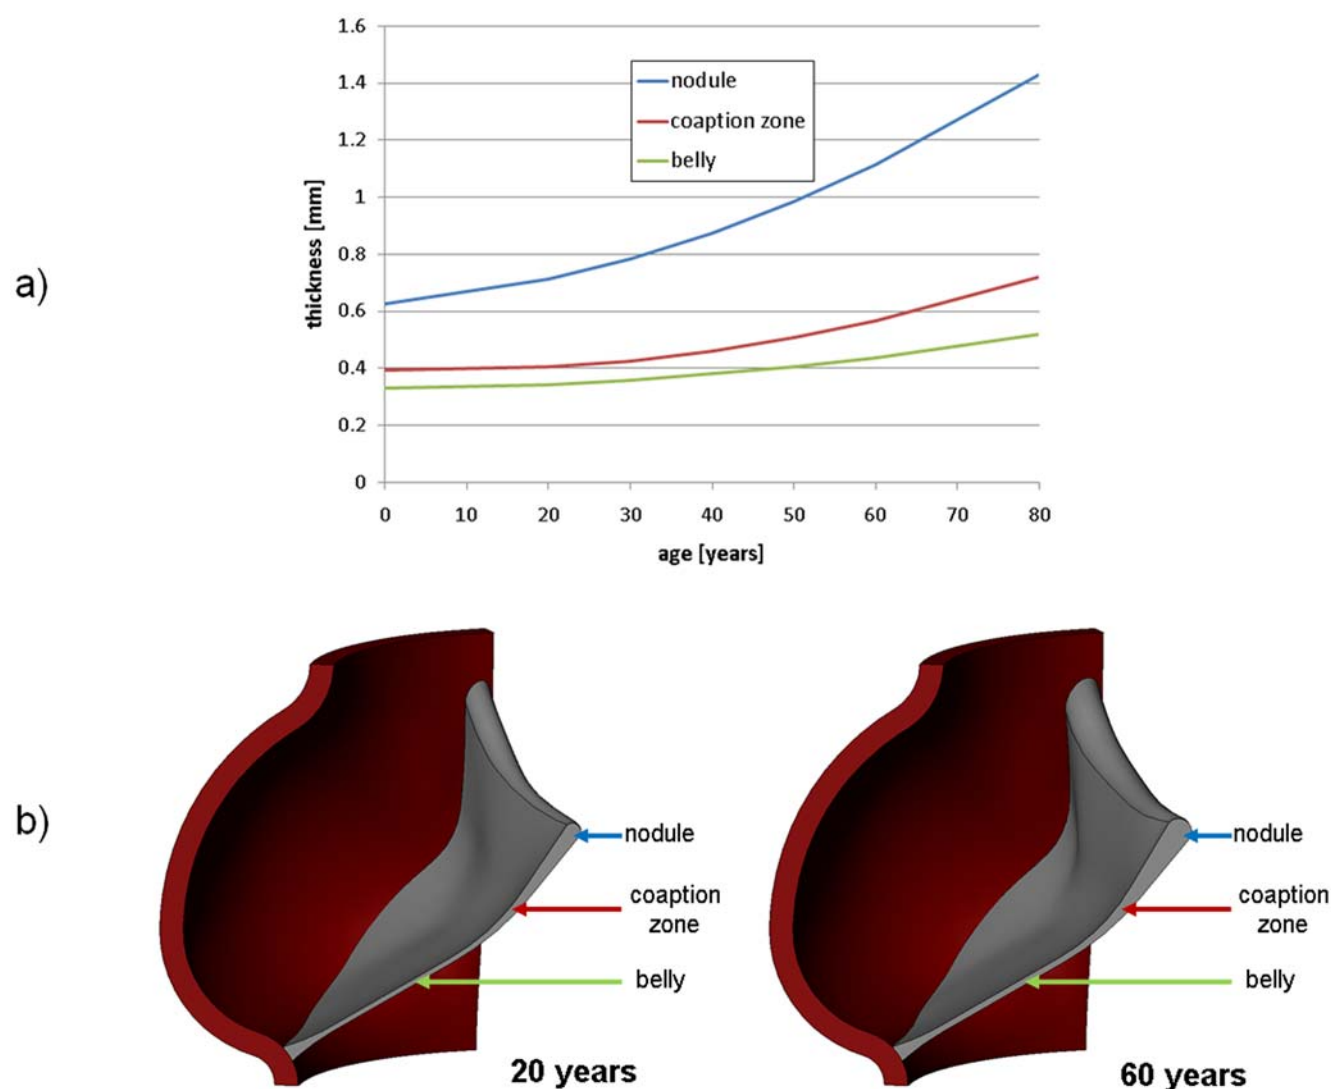 a)
thickness [mm]
1.6
1.4
1.2
1
0.8
0.6
0.4
0.2
0
nodule
coaption zone
belly
0 10 20 30 40 50 60 70 80
age [years]
b)
nodule
coaption
zone
belly
20 years
nodule
coaption
zone
belly
60 years